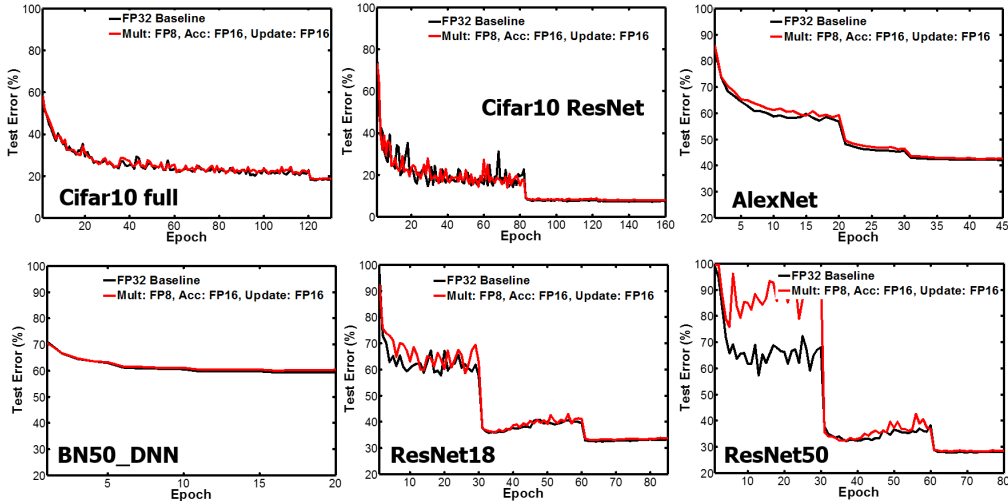 100
80
60
40
20
0
Test Error (%)
FP32 Baseline
Mult: FP8, Acc: FP16, Update: FP16
Cifar10 full
20 40 60 80 100 120
Epoch
100
80
60
40
20
0
Test Error (%)
FP32 Baseline
Mult: FP8, Acc: FP16, Update: FP16
Cifar10 ResNet
20 40 60 80 100 120 140 160
Epoch
100
90
80
70
60
50
40
30
20
Test Error (%)
FP32 Baseline
Mult: FP8, Acc: FP16, Update: FP16
AlexNet
5 10 15 20 25 30 35 40 45
Epoch
100
90
80
70
60
50
40
30
20
Test Error (%)
FP32 Baseline
Mult: FP8, Acc: FP16, Update: FP16
BN50_DNN
5 10 15 20
Epoch
100
90
80
70
60
50
40
30
20
Test Error (%)
FP32 Baseline
Mult: FP8, Acc: FP16, Update: FP16
ResNet18
10 20 30 40 50 60 70 80
Epoch
100
90
80
70
60
50
40
30
20
Test Error (%)
FP32 Baseline
Mult: FP8, Acc: FP16, Update: FP16
ResNet50
10 20 30 40 50 60 70 80
Epoch